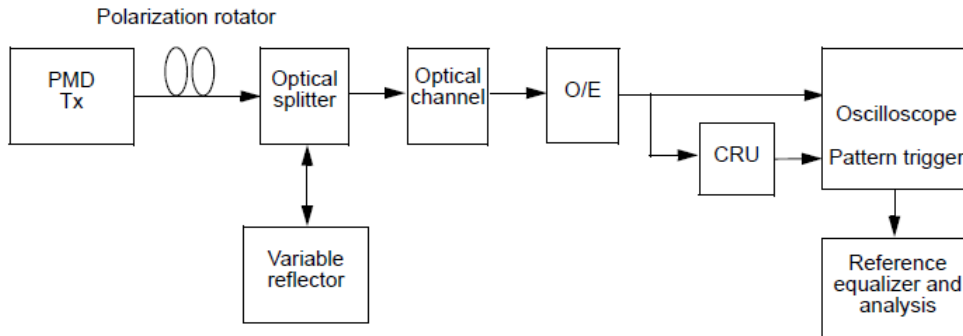 Polarization rotator
PMD
Tx
Optical
splitter
Optical
channel
O/E
CRU
Oscilloscope
Pattern trigger
Variable
reflector
Reference
equalizer and
analysis